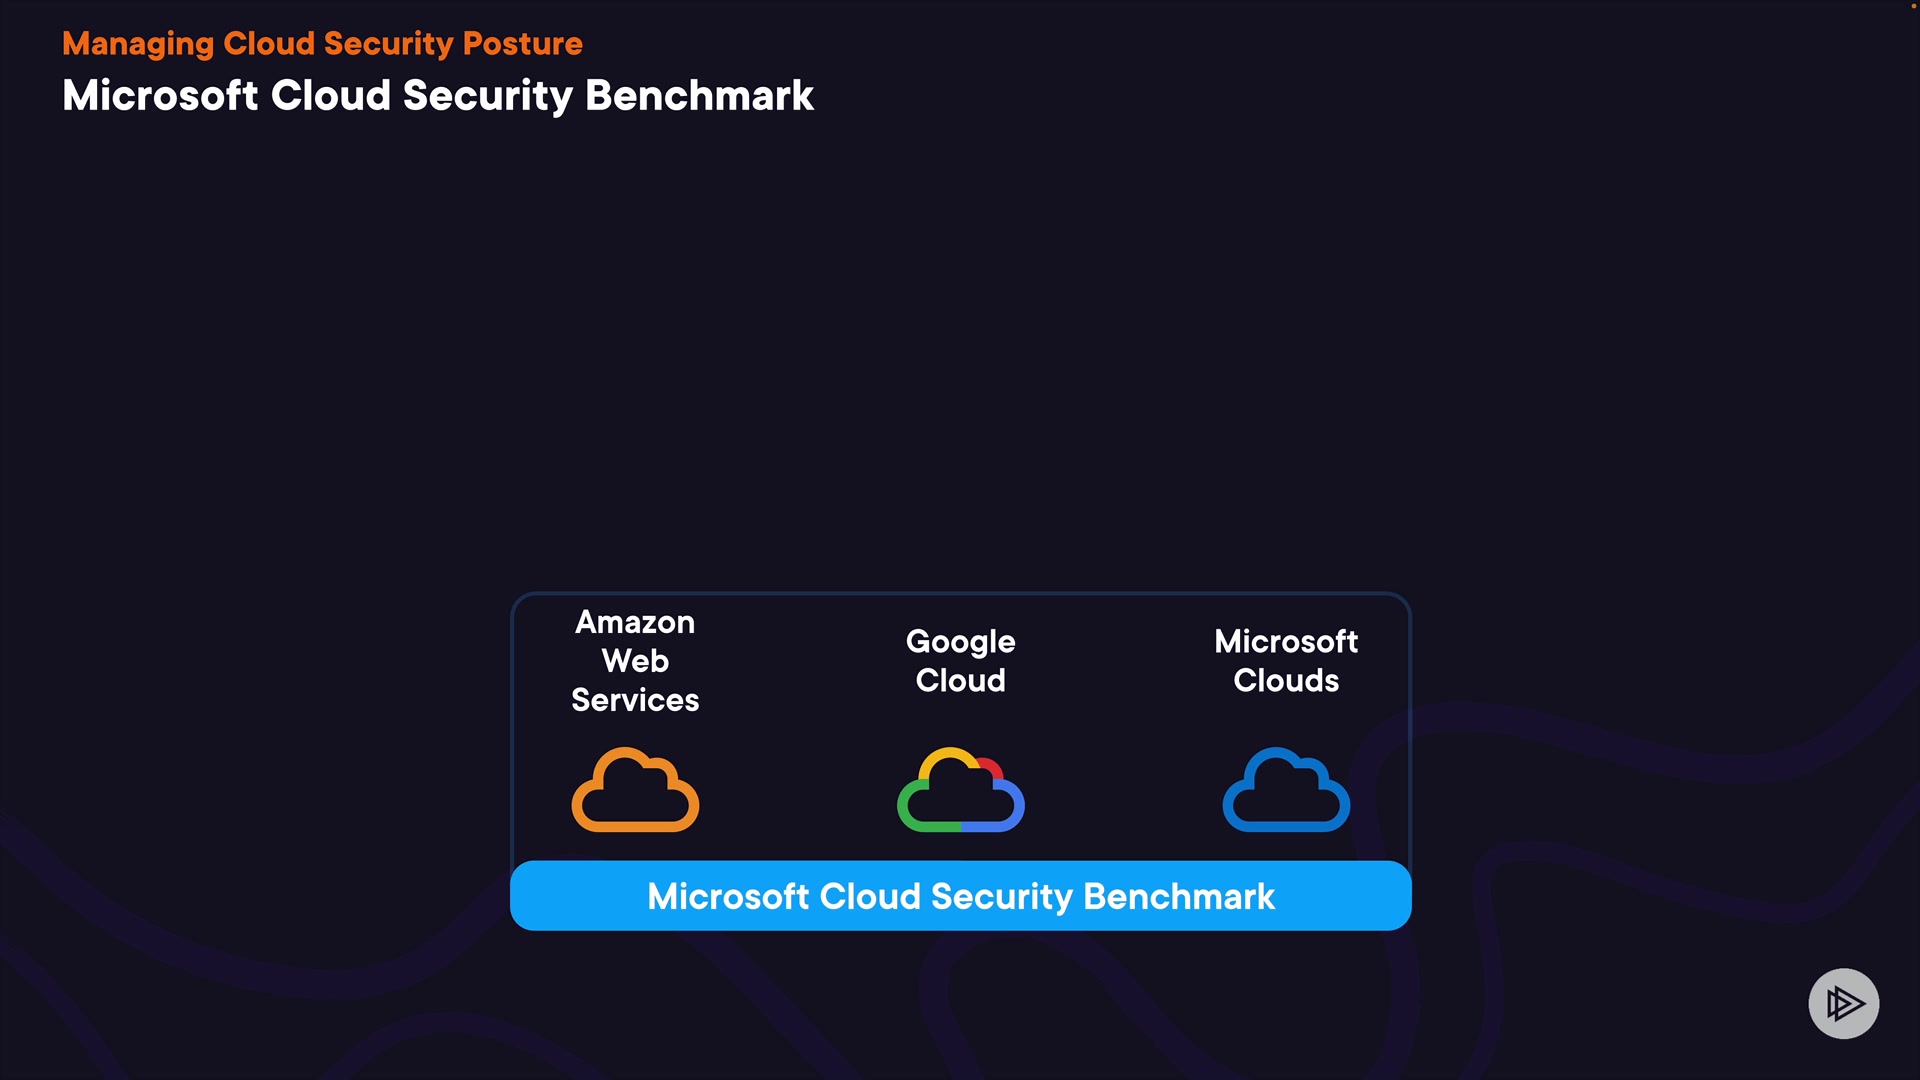 Managing Cloud Security Posture
Microsoft Cloud Security Benchmark
Amazon
Web
Services
Google
Cloud
Microsoft
Clouds
Microsoft Cloud Security Benchmark